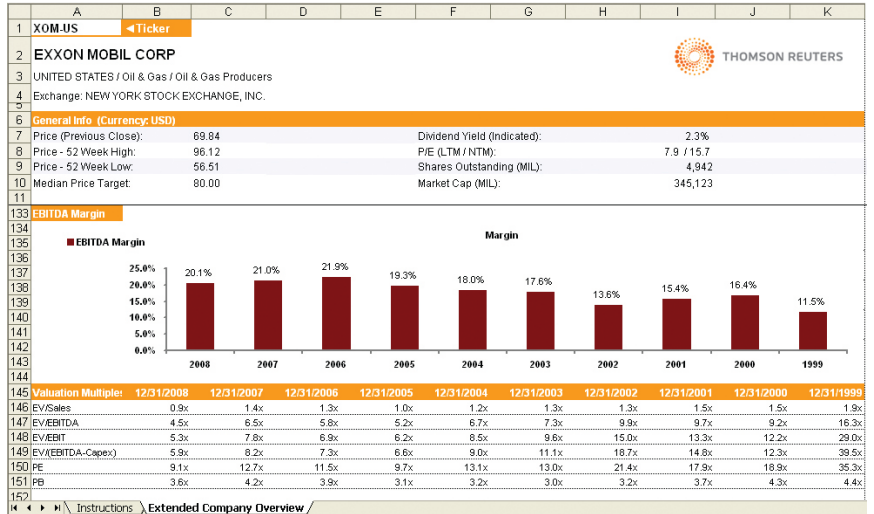 A B C D E F G H I J K
1 XOM-US ◄Ticker
2 EXXON MOBIL CORP THOMSON REUTERS
3 UNITED STATES / Oil & Gas / Oil & Gas Producers
4 Exchange: NEW YORK STOCK EXCHANGE, INC.
5
6 General Info (Currency: USD)
7 Price (Previous Close): 69.84 Dividend Yield (Indicated): 2.3%
8 Price - 52 Week High: 96.12 P/E (LTM / NTM): 7.9 / 15.7
9 Price - 52 Week Low: 56.51 Shares Outstanding (MIL): 4,942
10 Median Price Target: 80.00 Market Cap (MIL): 345,123
11
133 EBITDA Margin
134
135 EBITDA Margin Margin
136
137 25.0% 20.1% 21.0% 21.9% 19.3% 18.0% 17.6% 13.6% 15.4% 16.4% 11.5%
138 20.0%
139 15.0%
140 10.0%
141 5.0%
142 0.0%
143 2008 2007 2006 2005 2004 2003 2002 2001 2000 1999
144
145 Valuation Multiples 12/31/2008 12/31/2007 12/31/2006 12/31/2005 12/31/2004 12/31/2003 12/31/2002 12/31/2001 12/31/2000 12/31/1999
146 EV/Sales 0.9x 1.4x 1.3x 1.0x 1.2x 1.3x 1.3x 1.5x 1.5x 1.9x
147 EV/EBITDA 4.5x 6.5x 5.8x 5.2x 6.7x 7.3x 9.9x 9.7x 9.2x 16.3x
148 EV/EBIT 5.3x 7.8x 6.9x 6.2x 8.5x 9.6x 15.0x 13.3x 12.2x 29.0x
149 EV/(EBITDA-Capex) 5.9x 8.2x 7.3x 6.6x 9.0x 11.1x 18.7x 14.8x 12.3x 39.5x
150 PE 9.1x 12.7x 11.5x 9.7x 13.1x 13.0x 21.4x 17.9x 18.9x 35.3x
151 PB 3.6x 4.2x 3.9x 3.1x 3.2x 3.0x 3.2x 3.7x 4.3x 4.4x
152
Instructions Extended Company Overview